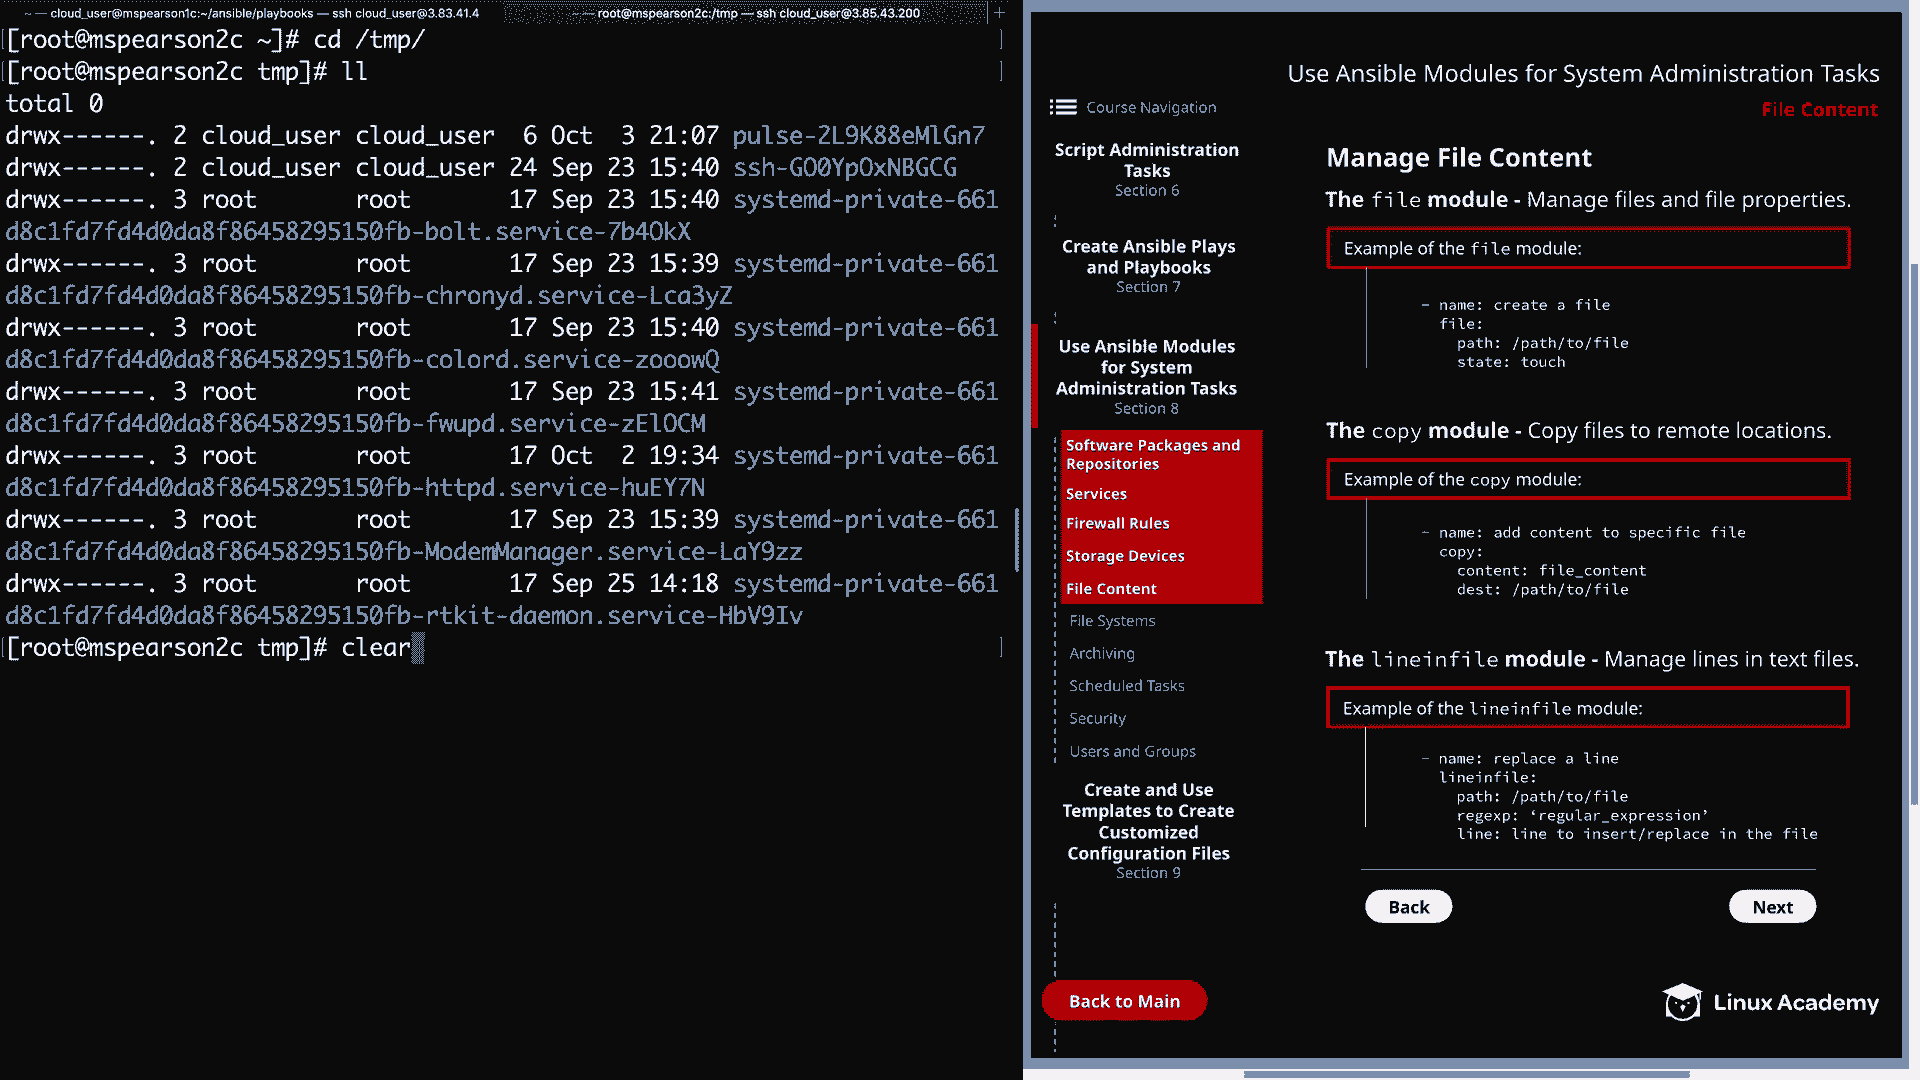 ~ — cloud_user@mspearson1c:~/ansible/playbooks — ssh cloud_user@3.83.41.4
~ — root@mspearson2c:/tmp — ssh cloud_user@3.85.43.200
+
[root@mspearson2c ~]# cd /tmp/
[root@mspearson2c tmp]# ll
total 0
drwx------. 2 cloud_user cloud_user  6 Oct  3 21:07 pulse-2L9K88eMlGn7
drwx------. 2 cloud_user cloud_user 24 Sep 23 15:40 ssh-GO0YpOxNBGCG
drwx------. 3 root       root       17 Sep 23 15:40 systemd-private-661
d8c1fd7fd4d0da8f86458295150fb-bolt.service-7b4OkX
drwx------. 3 root       root       17 Sep 23 15:39 systemd-private-661
d8c1fd7fd4d0da8f86458295150fb-chronyd.service-Lca3yZ
drwx------. 3 root       root       17 Sep 23 15:40 systemd-private-661
d8c1fd7fd4d0da8f86458295150fb-colord.service-zooowQ
drwx------. 3 root       root       17 Sep 23 15:41 systemd-private-661
d8c1fd7fd4d0da8f86458295150fb-fwupd.service-zElOCM
drwx------. 3 root       root       17 Oct  2 19:34 systemd-private-661
d8c1fd7fd4d0da8f86458295150fb-httpd.service-huEY7N
drwx------. 3 root       root       17 Sep 23 15:39 systemd-private-661
d8c1fd7fd4d0da8f86458295150fb-ModemManager.service-LaY9zz
drwx------. 3 root       root       17 Sep 25 14:18 systemd-private-661
d8c1fd7fd4d0da8f86458295150fb-rtkit-daemon.service-HbV9Iv
[root@mspearson2c tmp]# clear
Use Ansible Modules for System Administration Tasks
File Content
Course Navigation
Script Administration
Tasks
Section 6
Create Ansible Plays
and Playbooks
Section 7
Use Ansible Modules
for System
Administration Tasks
Section 8
Software Packages and
Repositories
Services
Firewall Rules
Storage Devices
File Content
File Systems
Archiving
Scheduled Tasks
Security
Users and Groups
Create and Use
Templates to Create
Customized
Configuration Files
Section 9
Back to Main
Manage File Content
The file module - Manage files and file properties.
Example of the file module:
- name: create a file
file:
path: /path/to/file
state: touch
The copy module - Copy files to remote locations.
Example of the copy module:
- name: add content to specific file
copy:
content: file_content
dest: /path/to/file
The lineinfile module - Manage lines in text files.
Example of the lineinfile module:
- name: replace a line
lineinfile:
path: /path/to/file
regexp: ‘regular_expression’
line: line to insert/replace in the file
Back
Next
Linux Academy